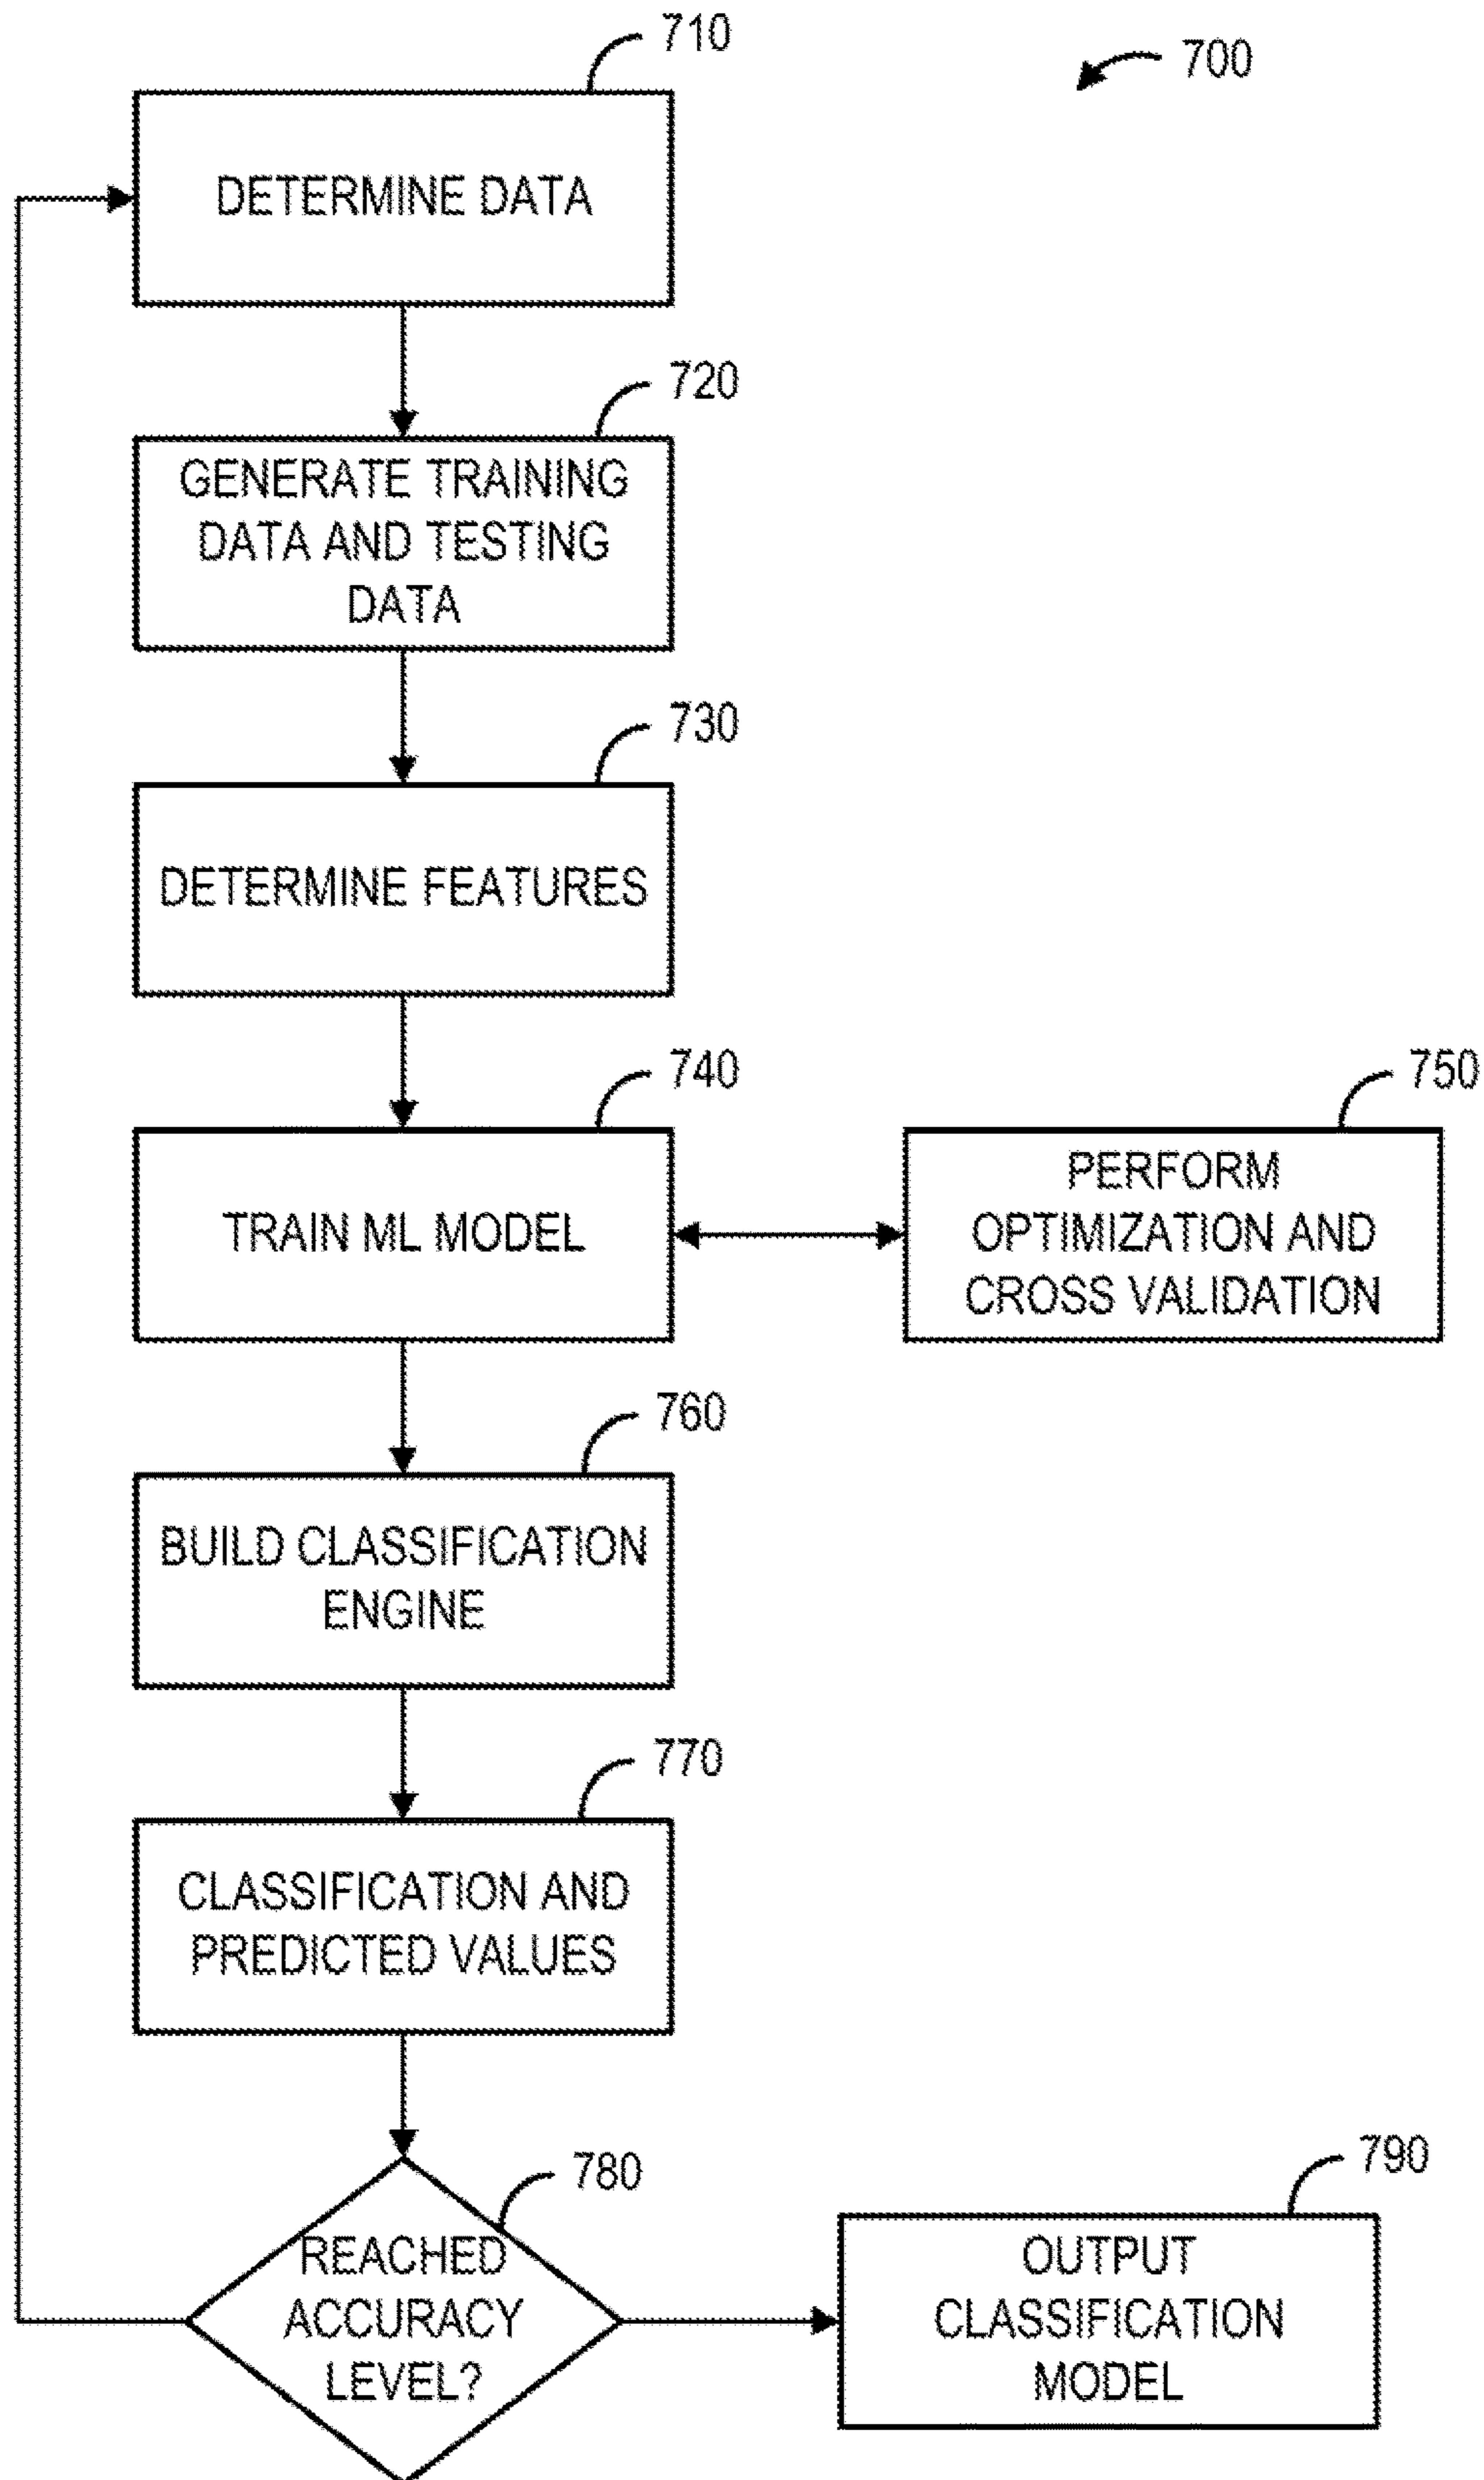 710
700
DETERMINE DATA
720
GENERATE TRAINING
DATA AND TESTING
DATA
730
DETERMINE FEATURES
740
TRAIN ML MODEL
750
PERFORM
OPTIMIZATION AND
CROSS VALIDATION
760
BUILD CLASSIFICATION
ENGINE
770
CLASSIFICATION AND
PREDICTED VALUES
780
REACHED
ACCURACY
LEVEL?
790
OUTPUT
CLASSIFICATION
MODEL